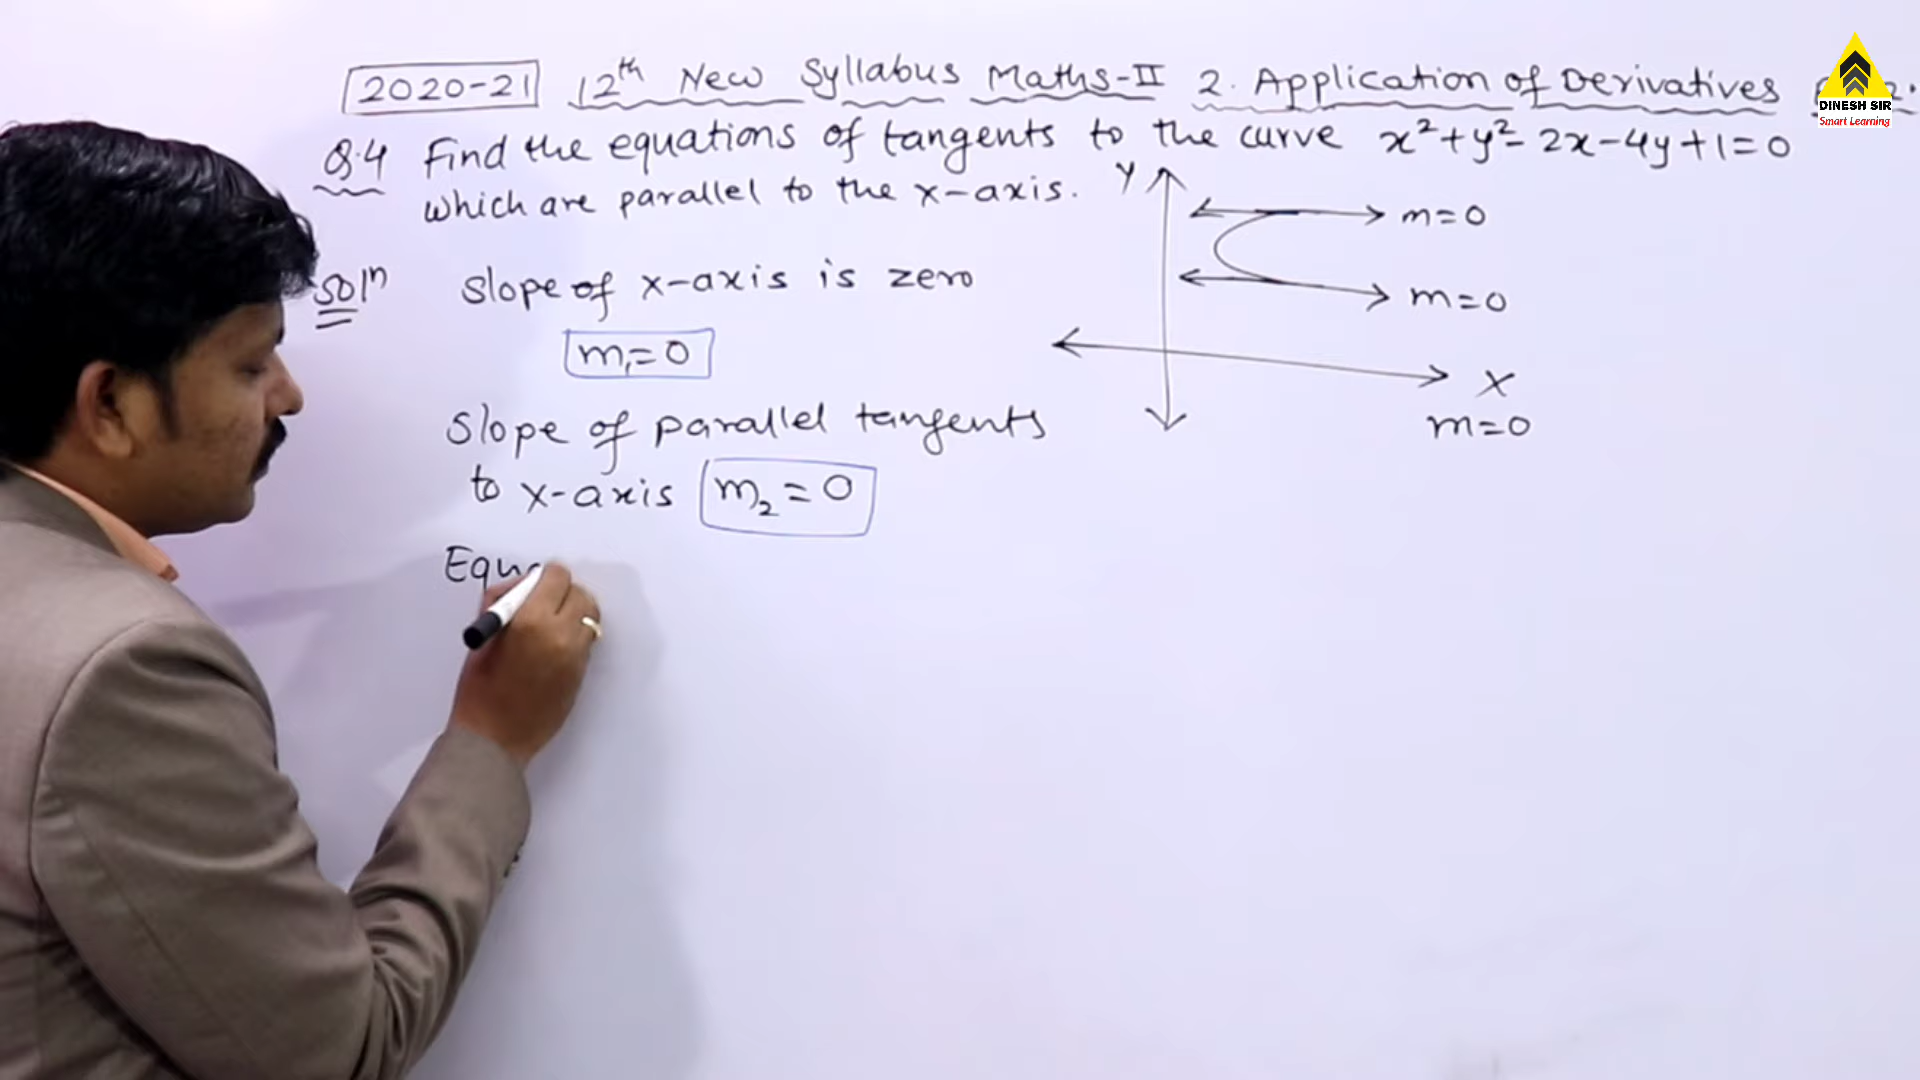 2020-21 12th New Syllabus Maths-II 2. Application of Derivatives
DINESH SIR
Smart Learning
Q.4 Find the equations of tangents to the curve x²+y²-2x-4y+1=0
which are parallel to the x-axis.
Y
m=0
Solⁿ slope of x-axis is zero
m=0
m₁=0
X
m=0
slope of parallel tangents
to x-axis m₂=0
Equa